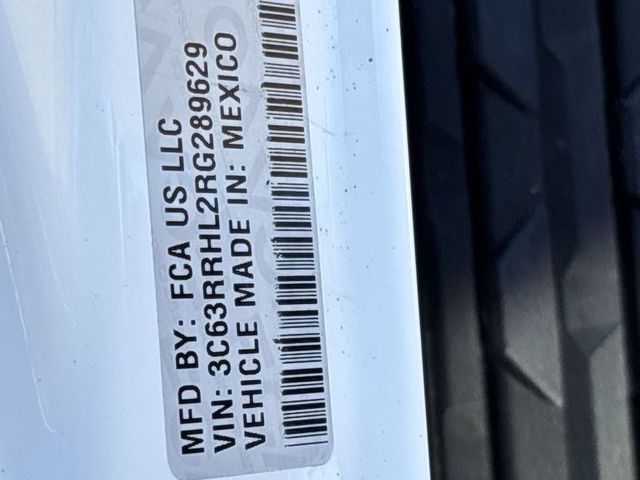 MFD BY: FCA US LLC
VIN: 3C63RRHL2RG289629
VEHICLE MADE IN: MEXICO